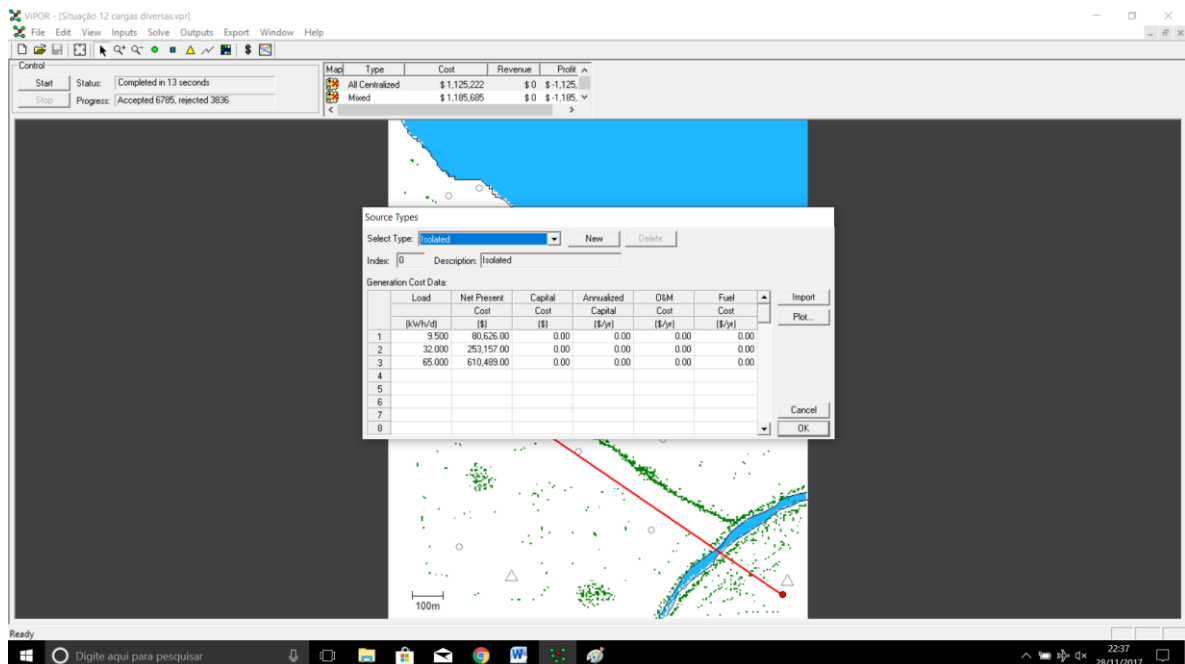 ViPOR - [Situação 12 cargas diversas.vpr]
File Edit View Inputs Solve Outputs Export Window Help
Control
Start Status: Completed in 13 seconds
Stop Progress: Accepted 6785, rejected 3836
Map Type Cost Revenue Profit
All Centralized $ 1,125,222 $ 0 $ -1,125,
Mixed $ 1,185,685 $ 0 $ -1,185,
Source Types
Select Type: Isolated New Delete
Index: 0 Description: Isolated
Generation Cost Data:
Load Net Present Capital Annualized O&M Fuel Import
Cost Cost Capital Cost Cost
(kWh/d) ($) ($) ($/yr) ($/yr) ($/yr) Plot...
1 9.500 80,626.00 0.00 0.00 0.00 0.00
2 32.000 253,157.00 0.00 0.00 0.00 0.00
3 65.000 610,489.00 0.00 0.00 0.00 0.00
4
5
6
7 Cancel
8 OK
100m
Ready
Digite aqui para pesquisar
22:37
28/11/2017